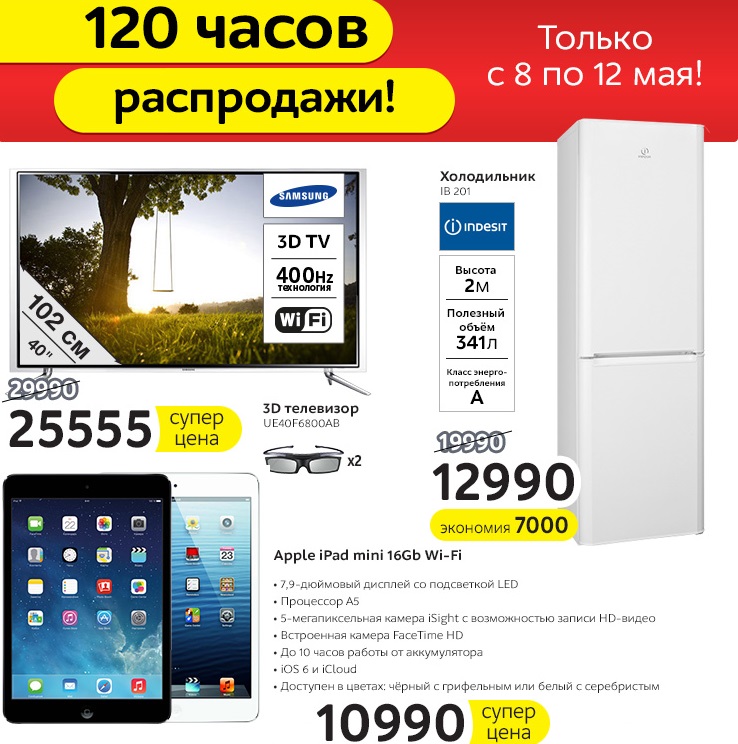 120 часов
распродажи!
Только
с 8 по 12 мая!
SAMSUNG
3D TV
400Hz
технология
Wi Fi
102 см
40"
29990
25555
супер
цена
3D телевизор
UE40F6800AB
x2
Холодильник
IB 201
indesit
Высота
2м
Полезный
объём
341л
Класс энерго-
потребления
A
19990
12990
экономия 7000
Apple iPad mini 16Gb Wi-Fi
• 7,9-дюймовый дисплей со подсветкой LED
• Процессор A5
• 5-мегапиксельная камера iSight с возможностью записи HD-видео
• Встроенная камера FaceTime HD
• До 10 часов работы от аккумулятора
• iOS 6 и iCloud
• Доступен в цветах: чёрный с грифельным или белый с серебристым
10990
супер
цена